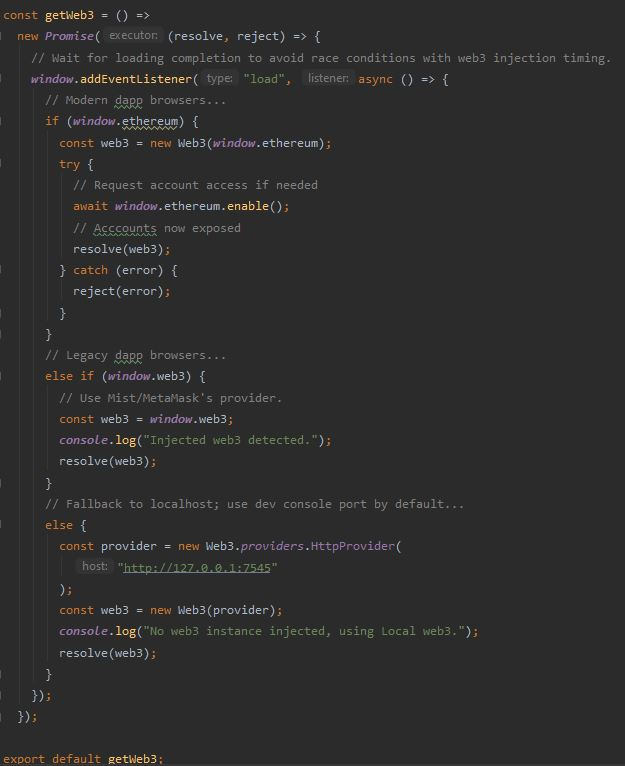 const getWeb3 = () =>
  new Promise( executor: (resolve, reject) => {
    // Wait for loading completion to avoid race conditions with web3 injection timing.
    window.addEventListener( type: "load", listener: async () => {
      // Modern dapp browsers...
      if (window.ethereum) {
        const web3 = new Web3(window.ethereum);
        try {
          // Request account access if needed
          await window.ethereum.enable();
          // Acccounts now exposed
          resolve(web3);
        } catch (error) {
          reject(error);
        }
      }
      // Legacy dapp browsers...
      else if (window.web3) {
        // Use Mist/MetaMask's provider.
        const web3 = window.web3;
        console.log("Injected web3 detected.");
        resolve(web3);
      }
      // Fallback to localhost; use dev console port by default...
      else {
        const provider = new Web3.providers.HttpProvider(
          host: "http://127.0.0.1:7545"
        );
        const web3 = new Web3(provider);
        console.log("No web3 instance injected, using Local web3.");
        resolve(web3);
      }
    });
  });
export default getWeb3;